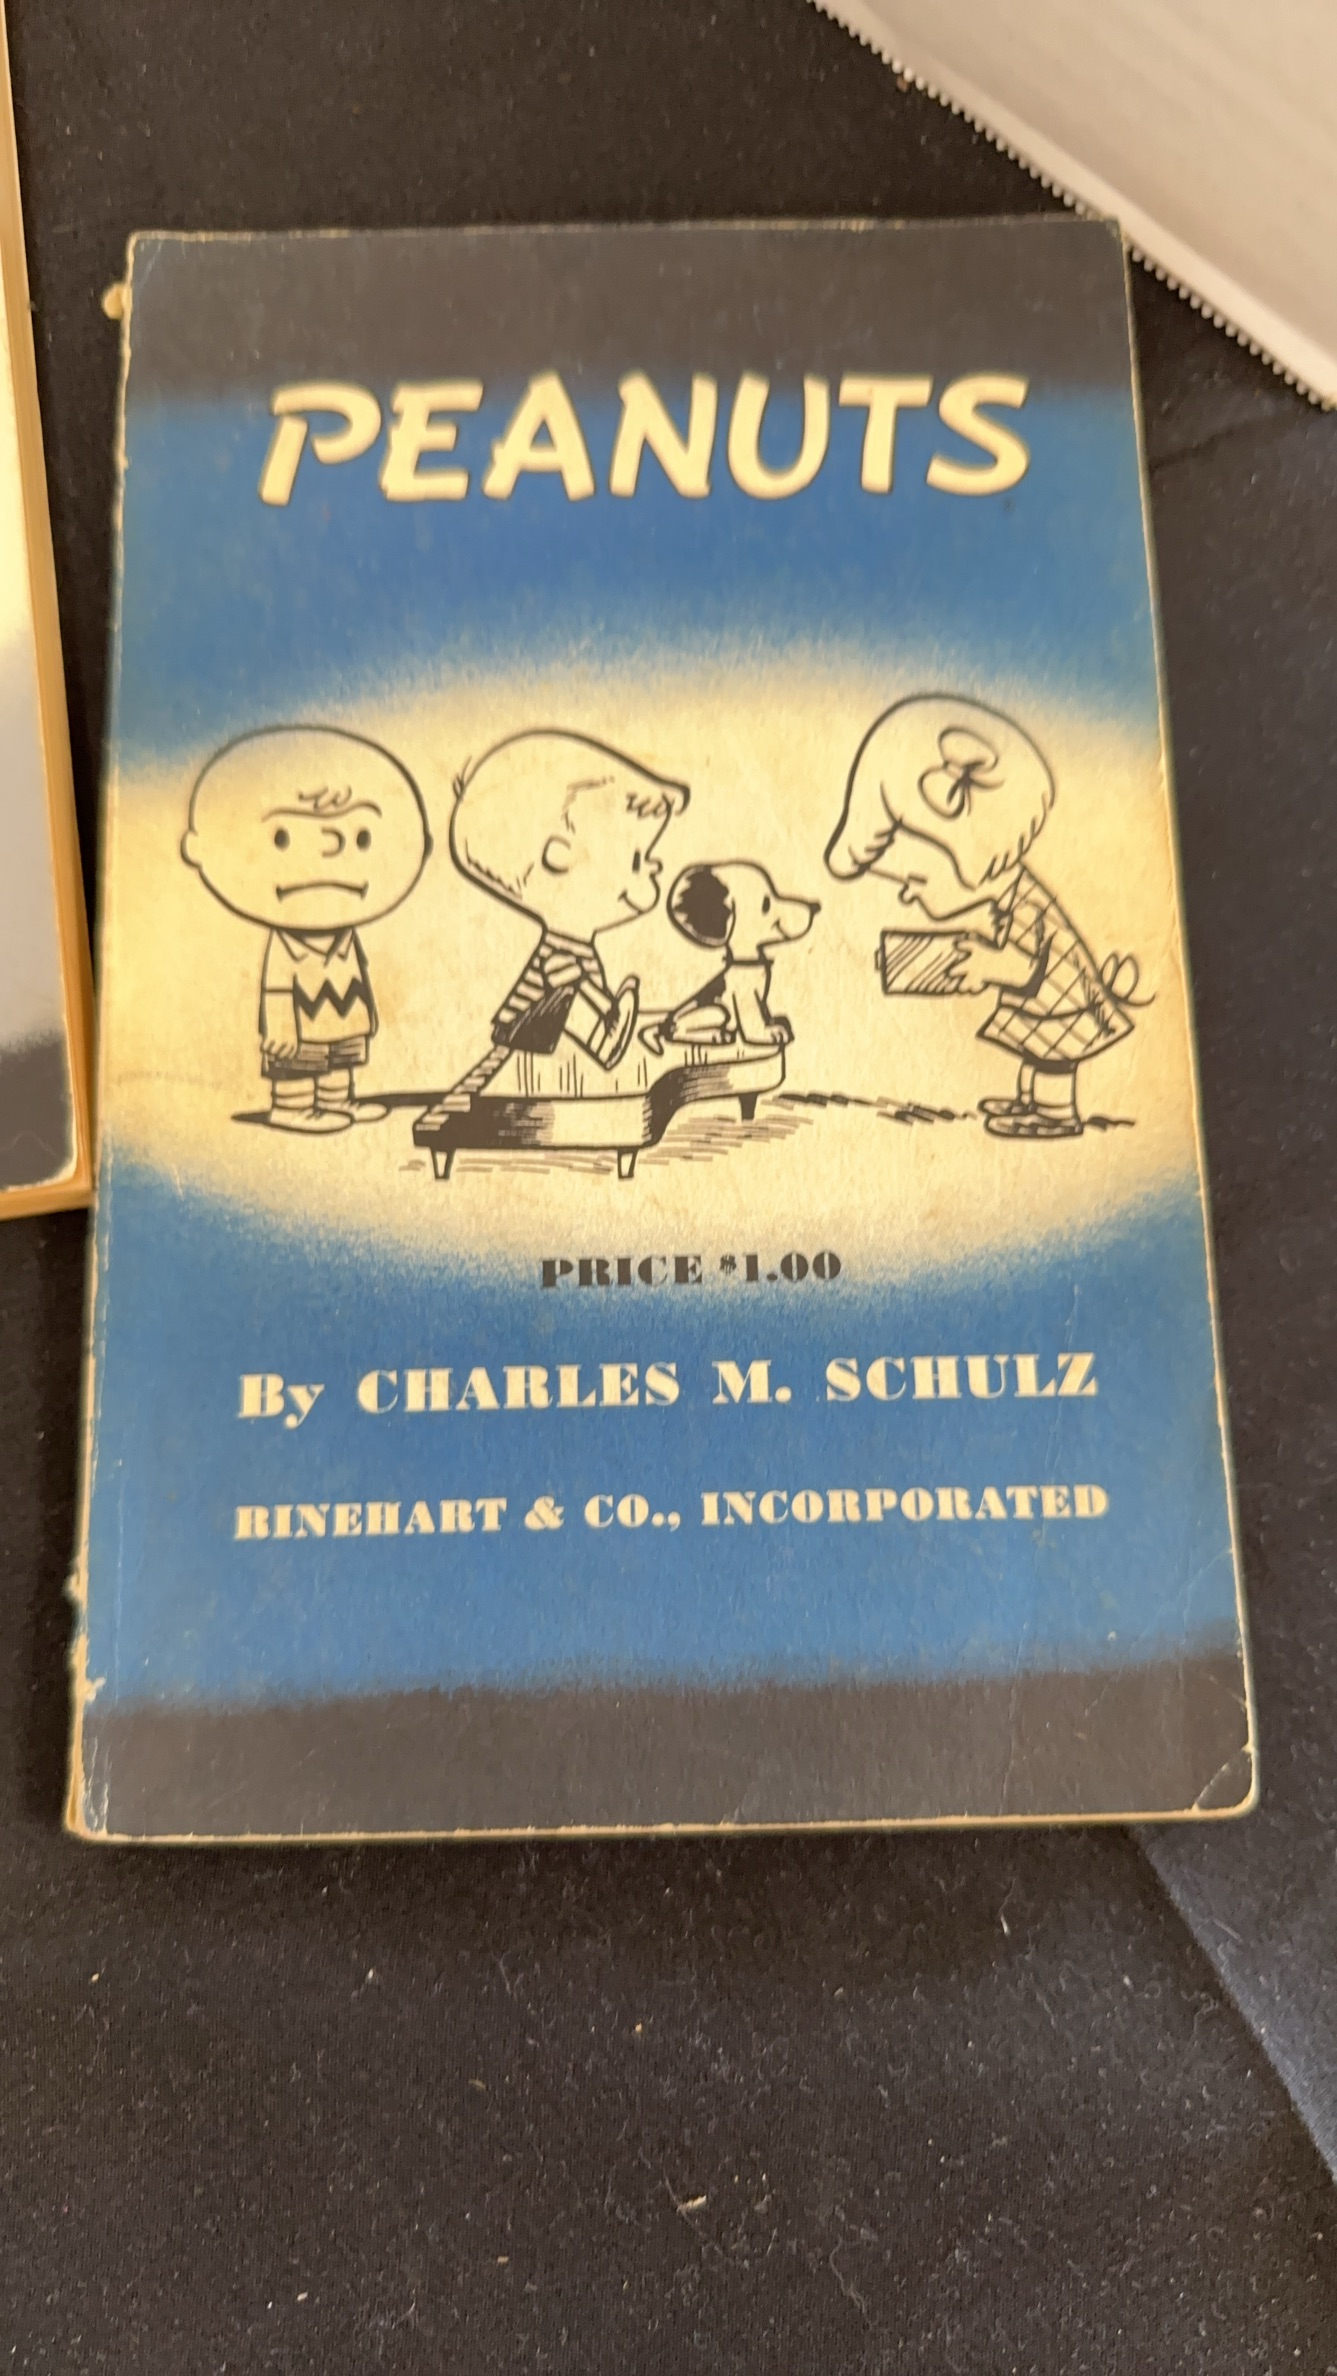 PEANUTS
PRICE $1.00
By CHARLES M. SCHULZ
RINEHART & CO., INCORPORATED